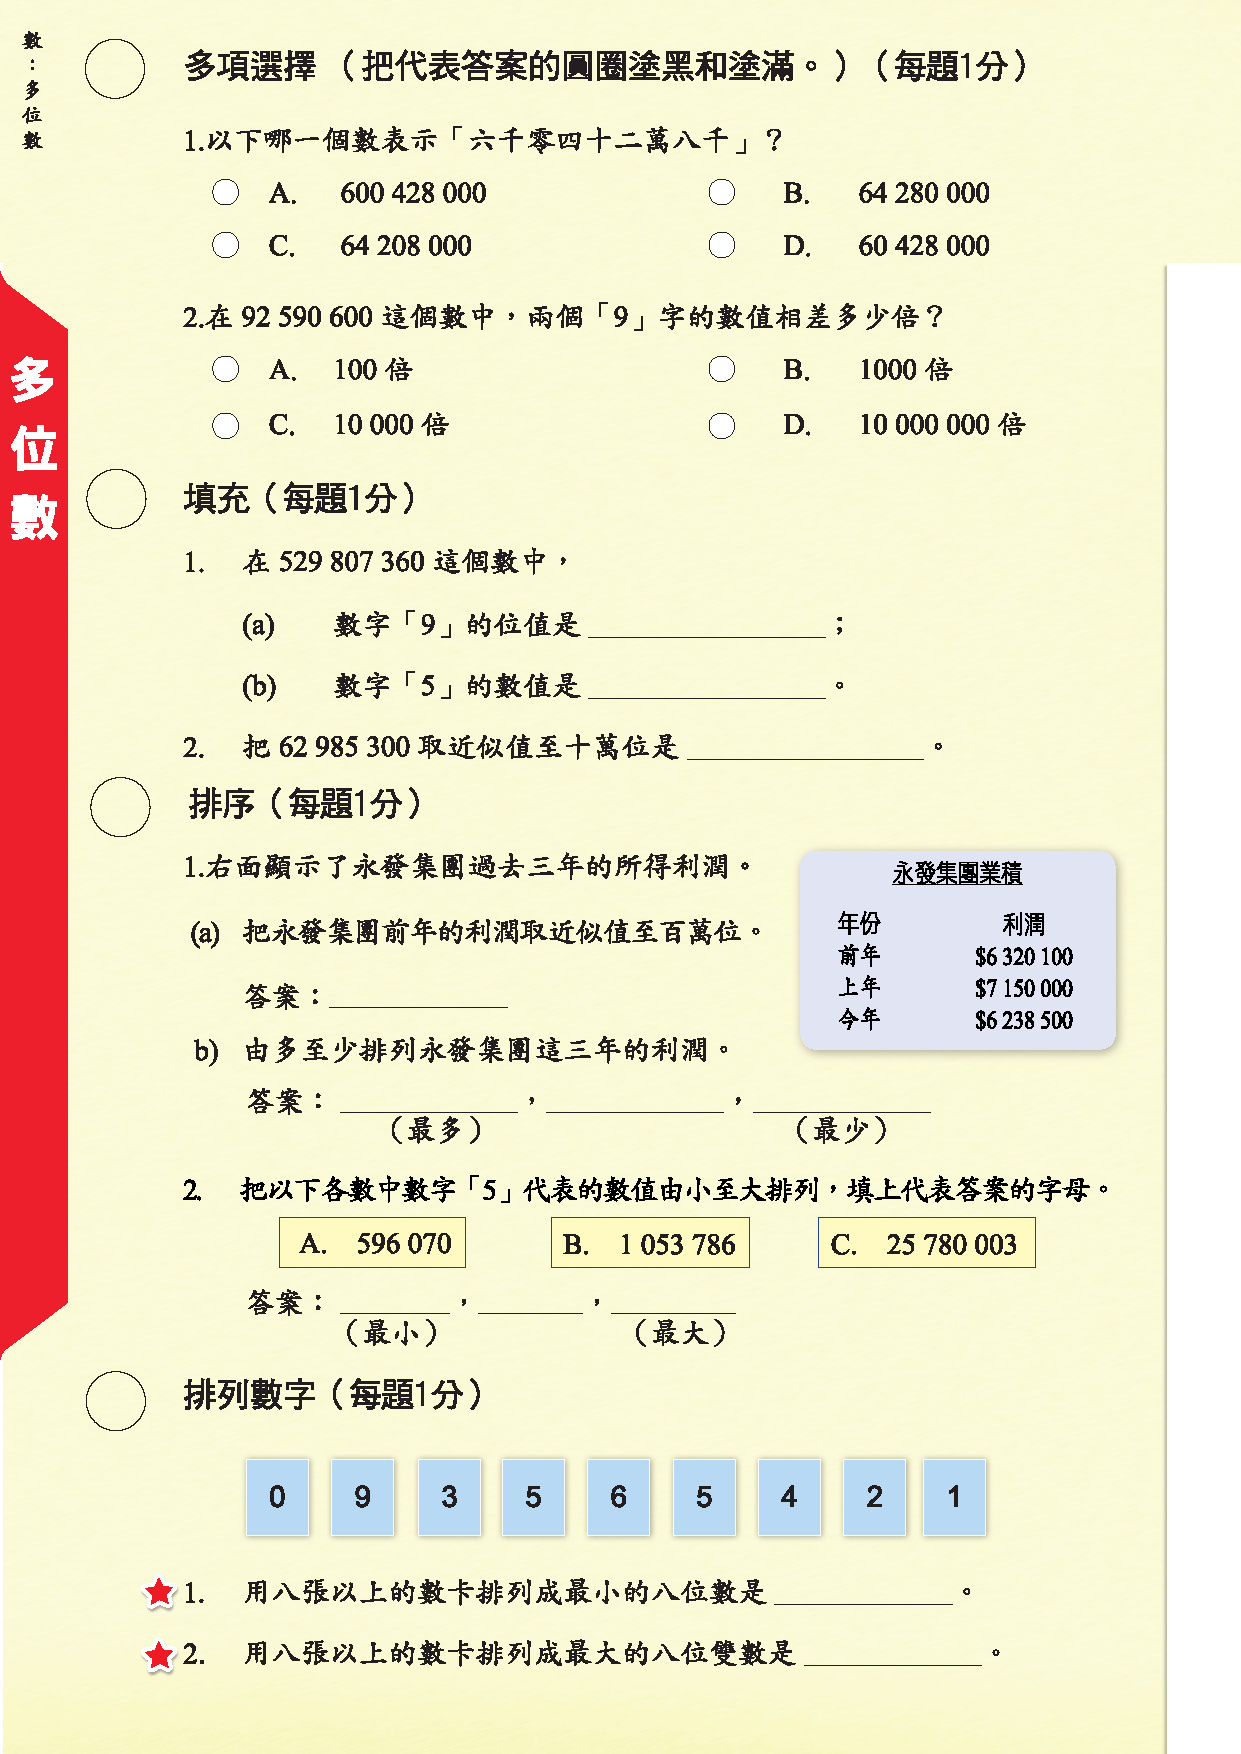 數：多位數
多項選擇 （把代表答案的圓圈塗黑和塗滿。）（每題1分）
1.以下哪一個數表示「六千零四十二萬八千」？
A. 600 428 000 B. 64 280 000
C. 64 208 000 D. 60 428 000
2.在 92 590 600 這個數中，兩個「9」字的數值相差多少倍？
A. 100 倍 B. 1000 倍
C. 10 000 倍 D. 10 000 000 倍
多位數
填充（每題1分）
1. 在 529 807 360 這個數中，
(a) 數字「9」的位值是 ________________；
(b) 數字「5」的數值是 ________________。
2. 把 62 985 300 取近似值至十萬位是 ________________。
排序（每題1分）
1.右面顯示了永發集團過去三年的所得利潤。
(a) 把永發集團前年的利潤取近似值至百萬位。
答案：____________
b) 由多至少排列永發集團這三年的利潤。
答案： ____________，____________，____________
（最多） （最少）
永發集團業積
年份 利潤
前年 $6 320 100
上年 $7 150 000
今年 $6 238 500
2. 把以下各數中數字「5」代表的數值由小至大排列，填上代表答案的字母。
A. 596 070 B. 1 053 786 C. 25 780 003
答案： ________，_______，_________
（最小） （最大）
排列數字（每題1分）
0 9 3 5 6 5 4 2 1
1. 用八張以上的數卡排列成最小的八位數是 ____________。
2. 用八張以上的數卡排列成最大的八位雙數是 ____________。